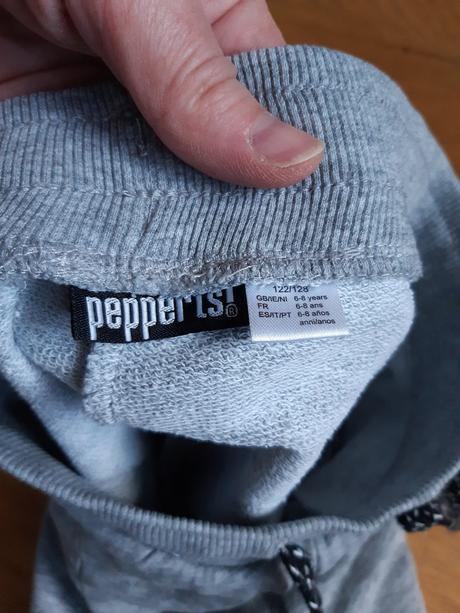 pepperts!®
122/128
GB/IE/NI 6-8 years
FR 6-8 ans
ES/IT/PT 6-8 años
anni/anos